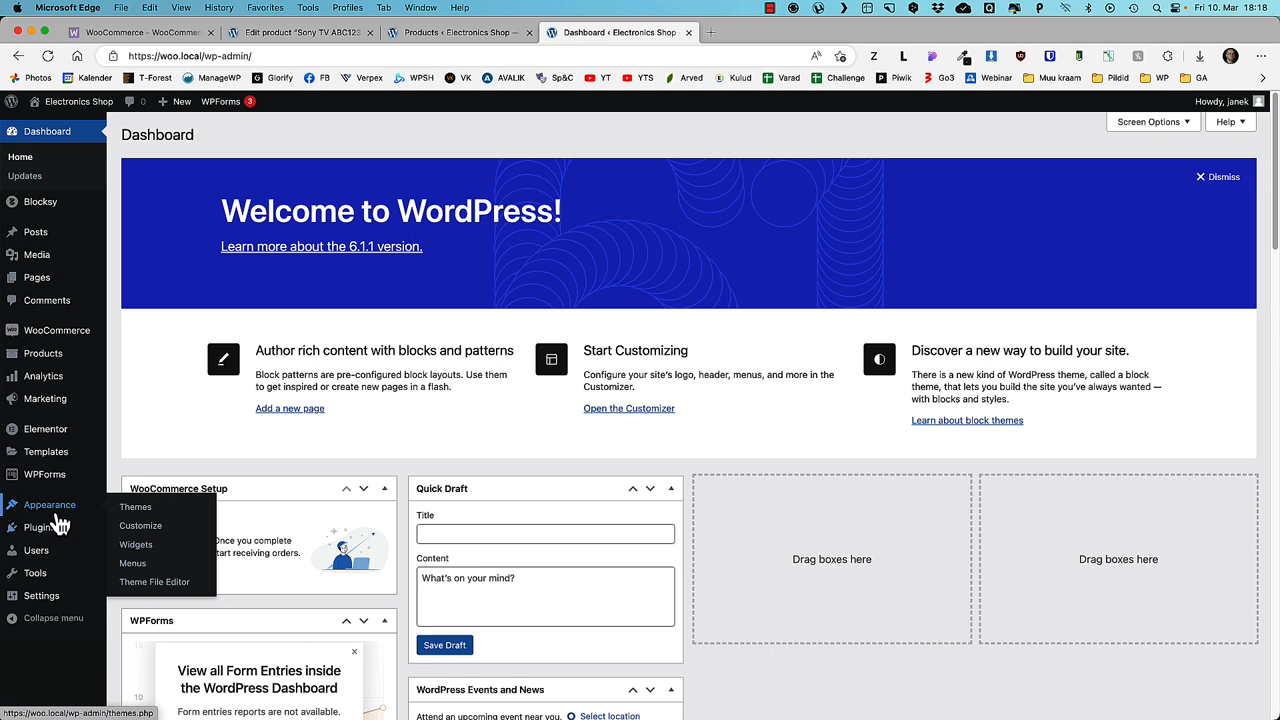 Microsoft Edge File Edit View History Favorites Tools Profiles Tab Window Help Fri 10. Mar 18:18
WooCommerce - WooCommerc
Edit product "Sony TV ABC123
Products ‹ Electronics Shop —
Dashboard ‹ Electronics Shop
https://woo.local/wp-admin/
Photos Kalender T-Forest ManageWP Glorify FB Verpex WPSH VK AVALIK Sp&C YT YTS Arved Kulud Varad Challenge Piwik Go3 Webinar Muu kraam Pildid WP GA
Electronics Shop 0 New WPForms 3 Howdy, janek
Dashboard
Home
Updates
Blocksy
Posts
Media
Pages
Comments
WooCommerce
Products
Analytics
Marketing
Elementor
Templates
WPForms
Appearance
Plugin
Users
Tools
Settings
Collapse menu
Themes
Customize
Widgets
Menus
Theme File Editor
Dashboard
Screen Options
Help
Dismiss
Welcome to WordPress!
Learn more about the 6.1.1 version.
Author rich content with blocks and patterns
Block patterns are pre-configured block layouts. Use them
to get inspired or create new pages in a flash.
Add a new page
Start Customizing
Configure your site's logo, header, menus, and more in the
Customizer.
Open the Customizer
Discover a new way to build your site.
There is a new kind of WordPress theme, called a block
theme, that lets you build the site you've always wanted —
with blocks and styles.
Learn about block themes
WooCommerce Setup
Once you
start receiving orders.
WPForms
10
View all Form Entries inside
the WordPress Dashboard
Form entries reports are not available.
Quick Draft
Title
Content
What's on your mind?
Save Draft
WordPress Events and News
Attend an upcoming event near you.
Select location
Drag boxes here
Drag boxes here
https://woo.local/wp-admin/themes.php